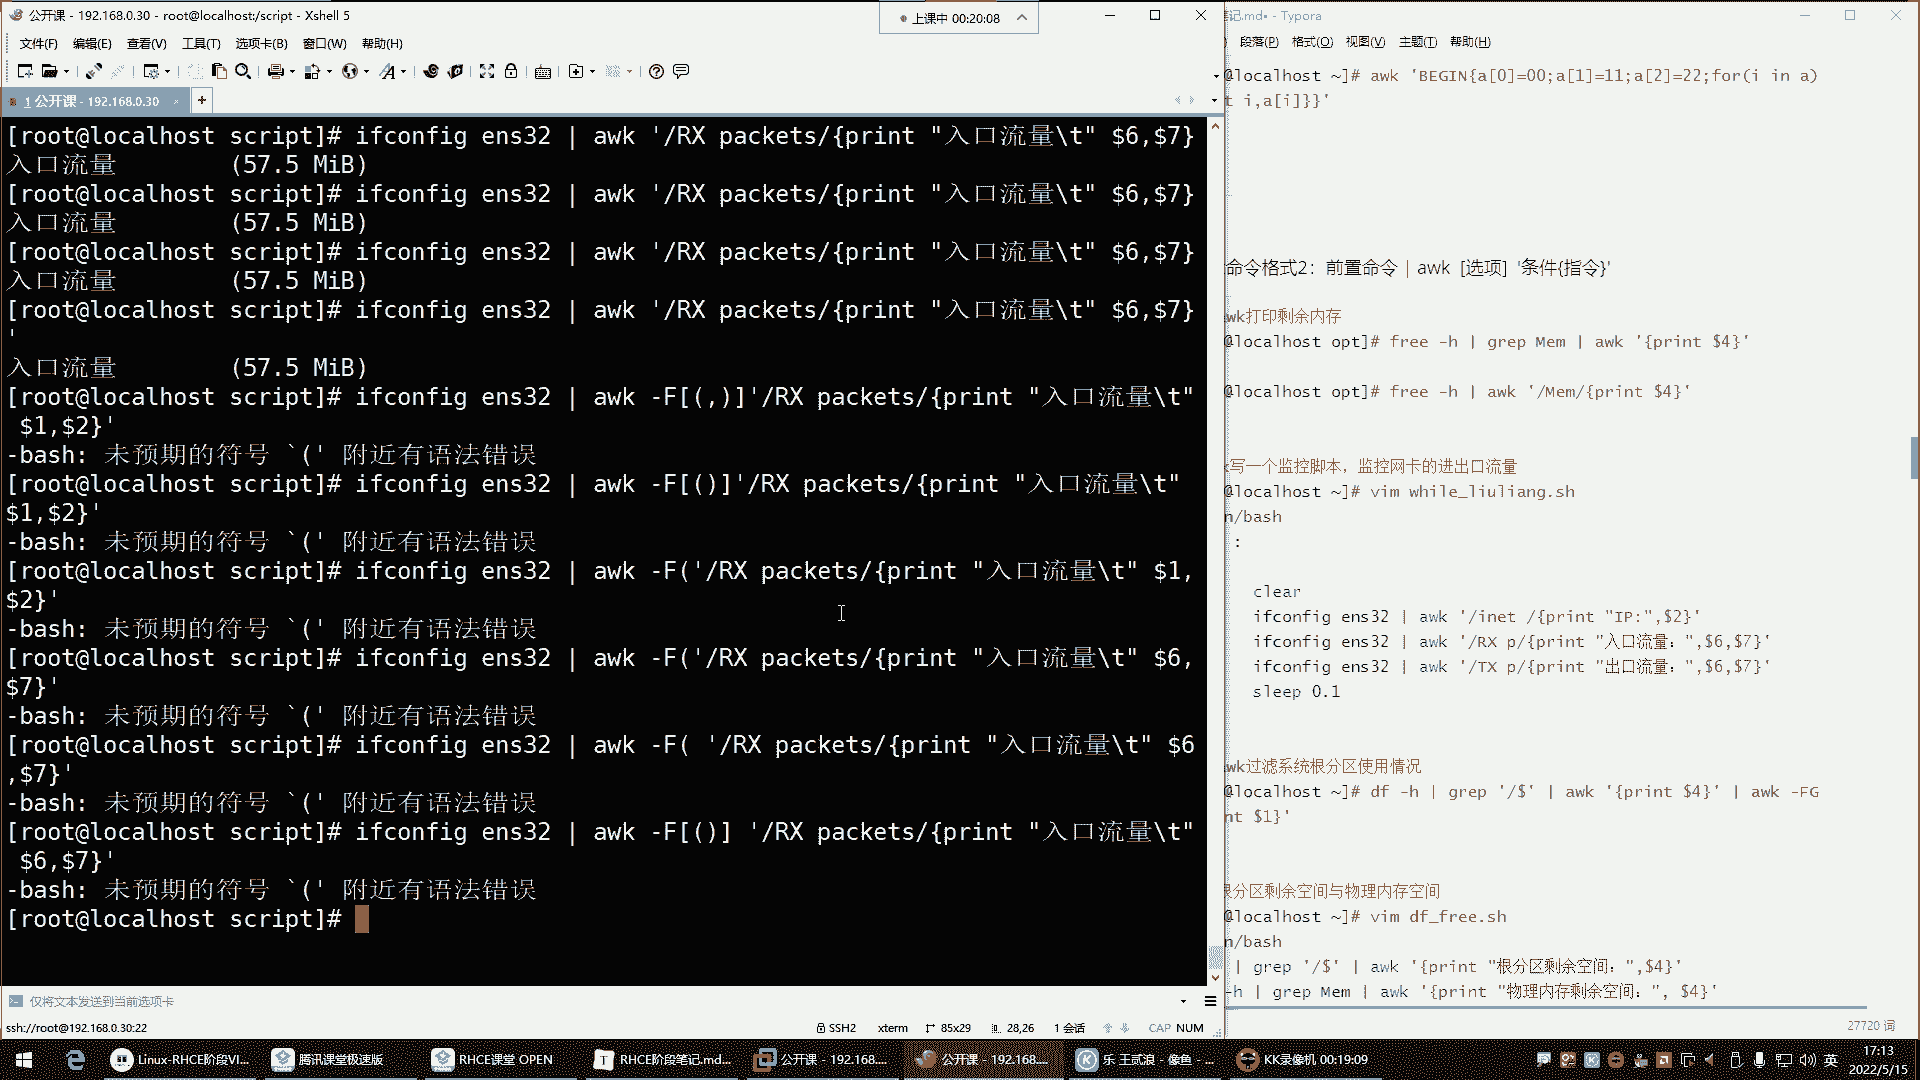 公开课 - 192.168.0.30 - root@localhost:/script - Xshell 5
上课中 00:20:08
文件(F) 编辑(E) 查看(V) 工具(T) 选项卡(B) 窗口(W) 帮助(H)
1 公开课 - 192.168.0.30
[root@localhost script]# ifconfig ens32 | awk '/RX packets/{print "入口流量\t" $6,$7}
入口流量 (57.5 MiB)
[root@localhost script]# ifconfig ens32 | awk '/RX packets/{print "入口流量\t" $6,$7}
入口流量 (57.5 MiB)
[root@localhost script]# ifconfig ens32 | awk '/RX packets/{print "入口流量\t" $6,$7}
入口流量 (57.5 MiB)
[root@localhost script]# ifconfig ens32 | awk '/RX packets/{print "入口流量\t" $6,$7}
'
入口流量 (57.5 MiB)
[root@localhost script]# ifconfig ens32 | awk -F[(,)]'/RX packets/{print "入口流量\t"
$1,$2}'
-bash: 未预期的符号 `(' 附近有语法错误
[root@localhost script]# ifconfig ens32 | awk -F[()]'/RX packets/{print "入口流量\t"
$1,$2}'
-bash: 未预期的符号 `(' 附近有语法错误
[root@localhost script]# ifconfig ens32 | awk -F('/RX packets/{print "入口流量\t" $1,
$2}'
-bash: 未预期的符号 `(' 附近有语法错误
[root@localhost script]# ifconfig ens32 | awk -F('/RX packets/{print "入口流量\t" $6,
$7}'
-bash: 未预期的符号 `(' 附近有语法错误
[root@localhost script]# ifconfig ens32 | awk -F( '/RX packets/{print "入口流量\t" $6
,$7}'
-bash: 未预期的符号 `(' 附近有语法错误
[root@localhost script]# ifconfig ens32 | awk -F[()] '/RX packets/{print "入口流量\t"
$6,$7}'
-bash: 未预期的符号 `(' 附近有语法错误
[root@localhost script]#
仅将文本发送到当前选项卡
ssh://root@192.168.0.30:22 SSH2 xterm 85x29 28,26 1 会话 CAP NUM
笔记.md• - Typora
段落(P) 格式(O) 视图(V) 主题(T) 帮助(H)
@localhost ~]# awk 'BEGIN{a[0]=00;a[1]=11;a[2]=22;for(i in a)
t i,a[i]}}'
命令格式2：前置命令 | awk [选项] '条件{指令}'
wk打印剩余内存
@localhost opt]# free -h | grep Mem | awk '{print $4}'
@localhost opt]# free -h | awk '/Mem/{print $4}'
写一个监控脚本，监控网卡的进出口流量
@localhost ~]# vim while_liuliang.sh
n/bash
:
clear
ifconfig ens32 | awk '/inet /{print "IP:",$2}'
ifconfig ens32 | awk '/RX p/{print "入口流量：",$6,$7}'
ifconfig ens32 | awk '/TX p/{print "出口流量：",$6,$7}'
sleep 0.1
wk过滤系统根分区使用情况
@localhost ~]# df -h | grep '/$' | awk '{print $4}' | awk -FG
nt $1}'
根分区剩余空间与物理内存空间
@localhost ~]# vim df_free.sh
n/bash
| grep '/$' | awk '{print "根分区剩余空间：",$4}'
-h | grep Mem | awk '{print "物理内存剩余空间：", $4}'
27720 词
Linux-RHCE阶段VI... 腾讯课堂极速版 RHCE课堂 OPEN RHCE阶段笔记.md... 公开课 - 192.168.... 公开课 - 192.168.... 乐 王贰浪 - 像鱼 - ... KK录像机 00:19:09 英
17:13
2022/5/15